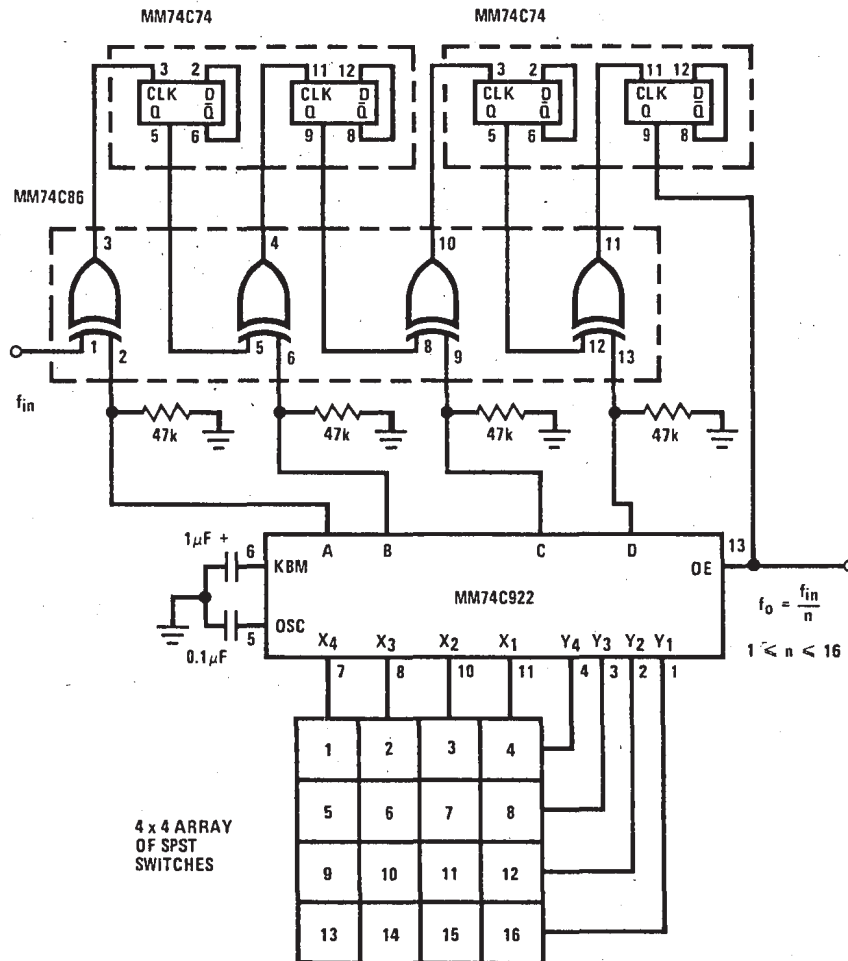 MM74C74 MM74C74
3 2 11 12 3 2 11 12
CLK D CLK D CLK D CLK D
Q Q̅ Q Q̅ Q Q̅ Q Q̅
5 6 9 8 5 6 9 8
MM74C86
3 4 10 11
1 2 5 6 8 9 12 13
fin
47k 47k 47k 47k
1µF + 6 A B C D 13
KBM OE
MM74C922
fo = fin/n
OSC
5
0.1µF X4 X3 X2 X1 Y4 Y3 Y2 Y1
1 ≤ n ≤ 16
7 8 10 11 4 3 2 1
1 2 3 4
5 6 7 8
4 x 4 ARRAY
OF SPST
SWITCHES
9 10 11 12
13 14 15 16